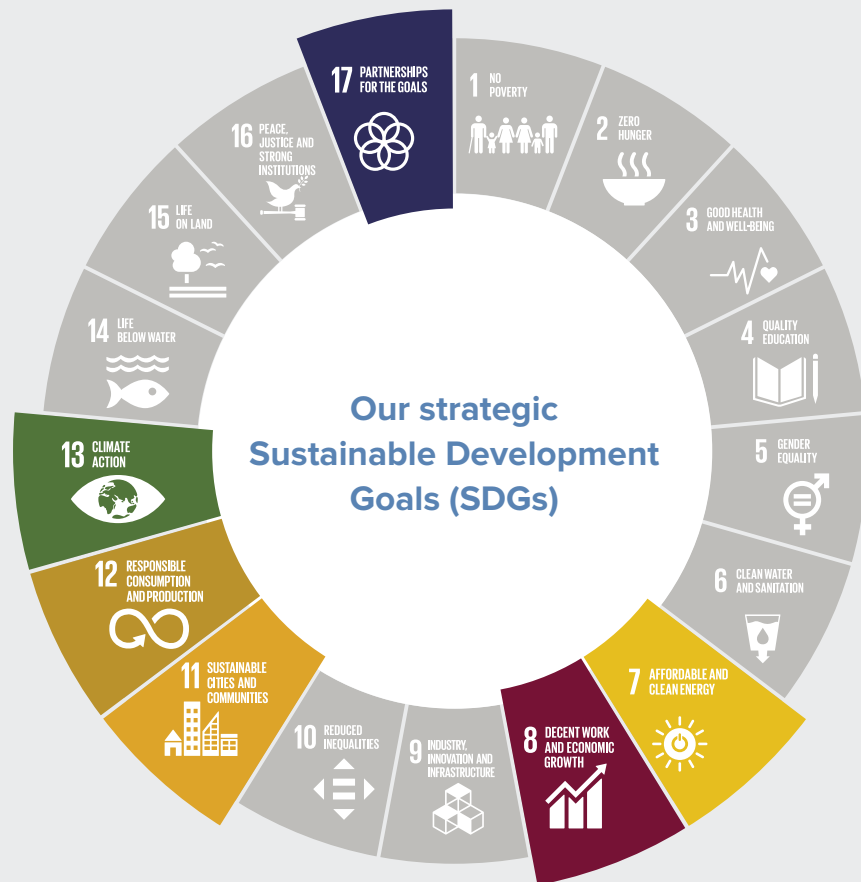 Our strategic
Sustainable Development
Goals (SDGs)
1 NO
POVERTY
2 ZERO
HUNGER
3 GOOD HEALTH
AND WELL-BEING
4 QUALITY
EDUCATION
5 GENDER
EQUALITY
6 CLEAN WATER
AND SANITATION
7 AFFORDABLE AND
CLEAN ENERGY
8 DECENT WORK
AND ECONOMIC
GROWTH
9 INDUSTRY,
INNOVATION AND
INFRASTRUCTURE
10 REDUCED
INEQUALITIES
11 SUSTAINABLE
CITIES AND
COMMUNITIES
12 RESPONSIBLE
CONSUMPTION
AND PRODUCTION
13 CLIMATE
ACTION
14 LIFE
BELOW WATER
15 LIFE
ON LAND
16 PEACE,
JUSTICE AND
STRONG
INSTITUTIONS
17 PARTNERSHIPS
FOR THE GOALS